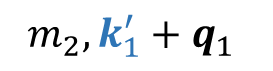 m₂, k′₁ + q₁